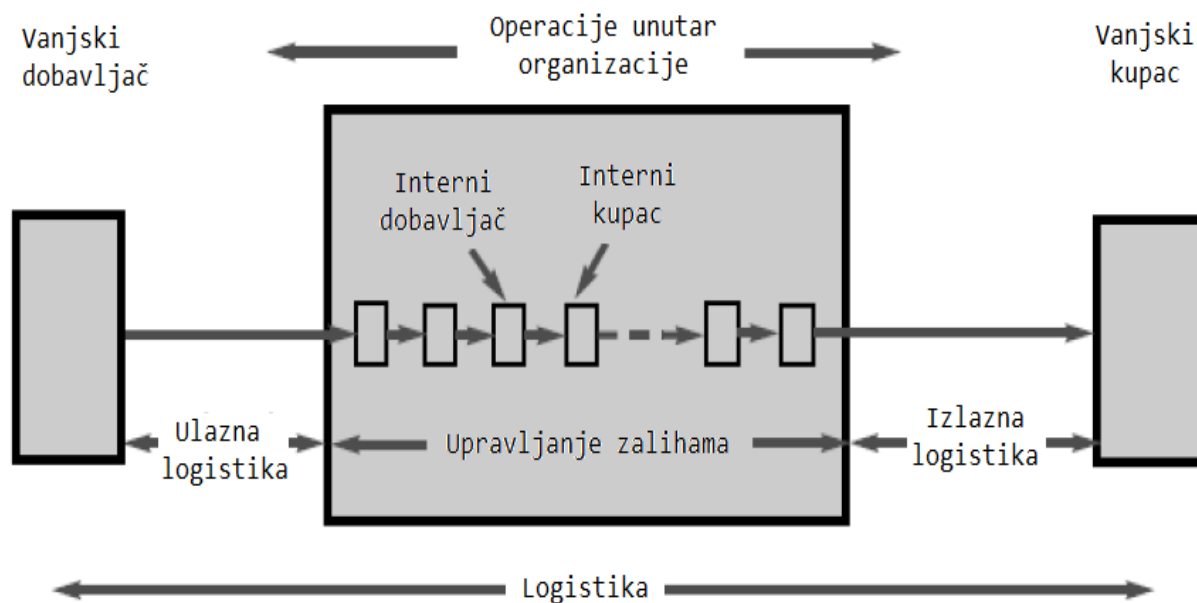 Vanjski
dobavljač
Operacije unutar
organizacije
Vanjski
kupac
Interni
dobavljač
Interni
kupac
Ulazna
logistika
Upravljanje zalihama
Izlazna
logistika
Logistika